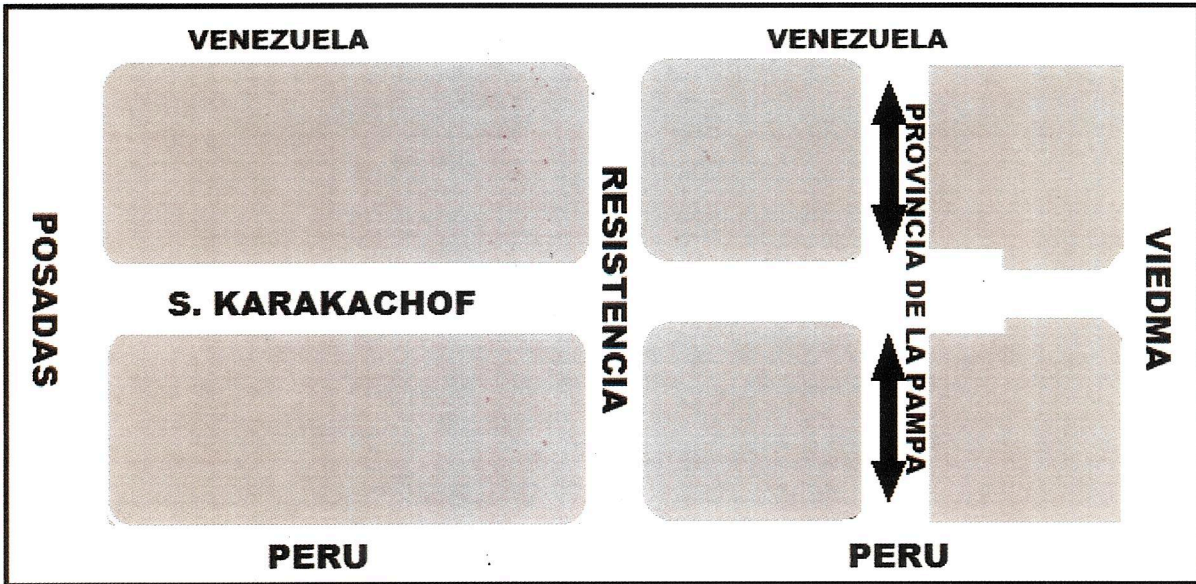 VENEZUELA
VENEZUELA
POSADAS
S. KARAKACHOF
RESISTENCIA
PROVINCIA DE LA PAMPA
VIEDMA
PERU
PERU